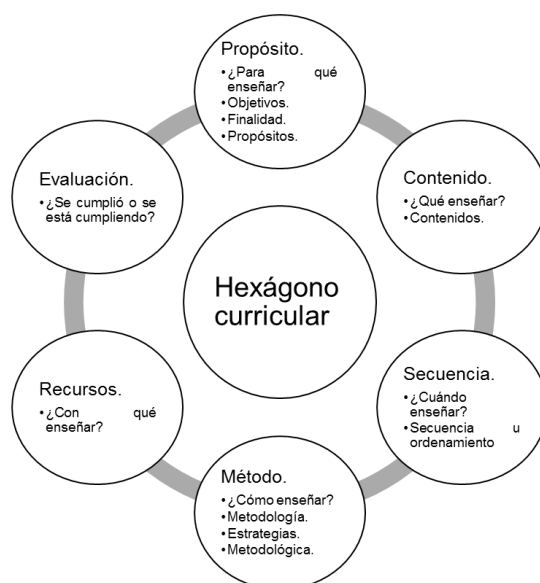 Propósito.
•¿Para qué
enseñar?
•Objetivos.
•Finalidad.
•Propósitos.
Contenido.
•¿Qué enseñar?
•Contenidos.
Secuencia.
•¿Cuándo
enseñar?
•Secuencia u
ordenamiento
Método.
•¿Cómo enseñar?
•Metodología.
•Estrategias.
•Metodológica.
Recursos.
•¿Con qué
enseñar?
Evaluación.
•¿Se cumplió o se
está cumpliendo?
Hexágono
curricular